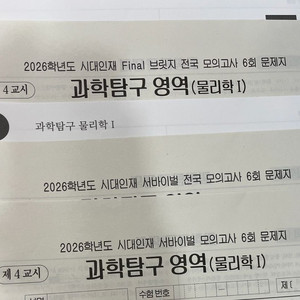 2026학년도 시대인재 Final 브릿지 전국 모의고사 6회 문제지
4 교시 과학탐구 영역(물리학Ⅰ)
과학탐구 물리학 Ⅰ
2026학년도 시대인재 서바이벌 전국 모의고사 6회 문제지
2026학년도 시대인재 서바이벌 모의고사 6회 문제지
제 4 교시 과학탐구 영역(물리학Ⅰ)
수험 번호 제 [